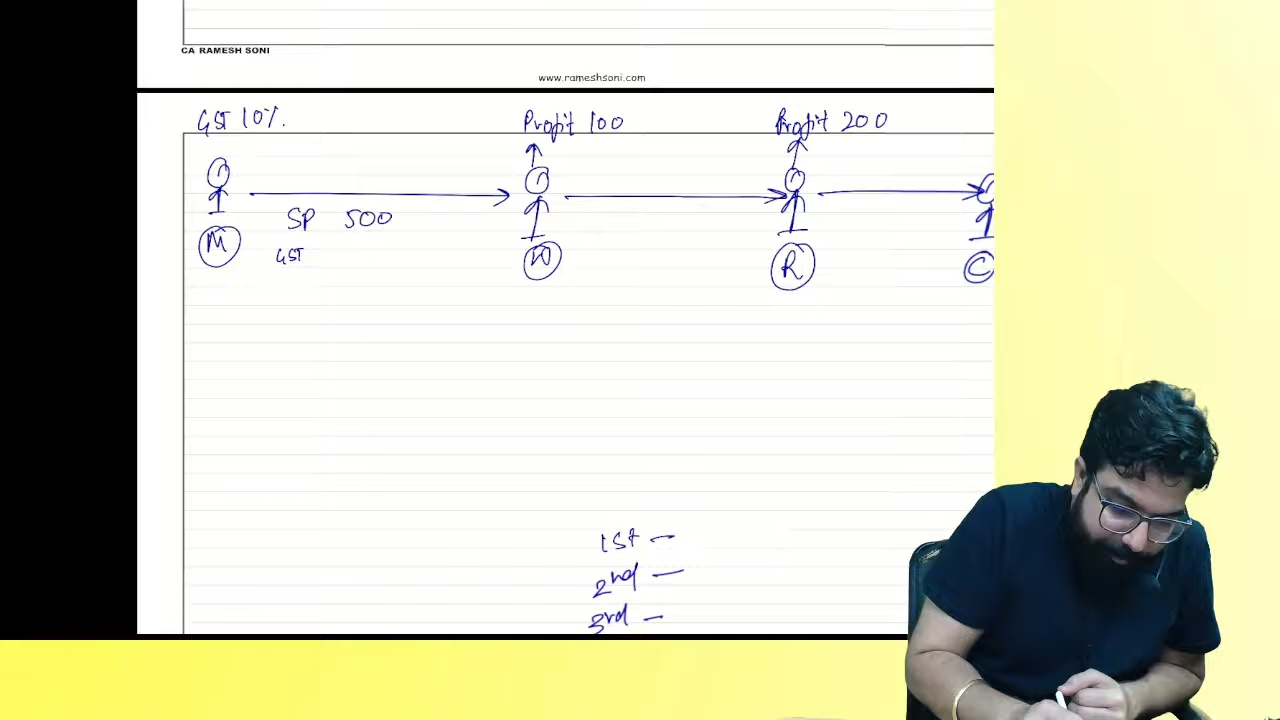 CA RAMESH SONI
www.rameshsoni.com
GST 10%.
Profit 100
Profit 200
SP 500
GST
M
W
R
C
1st –
2nd –
3rd –